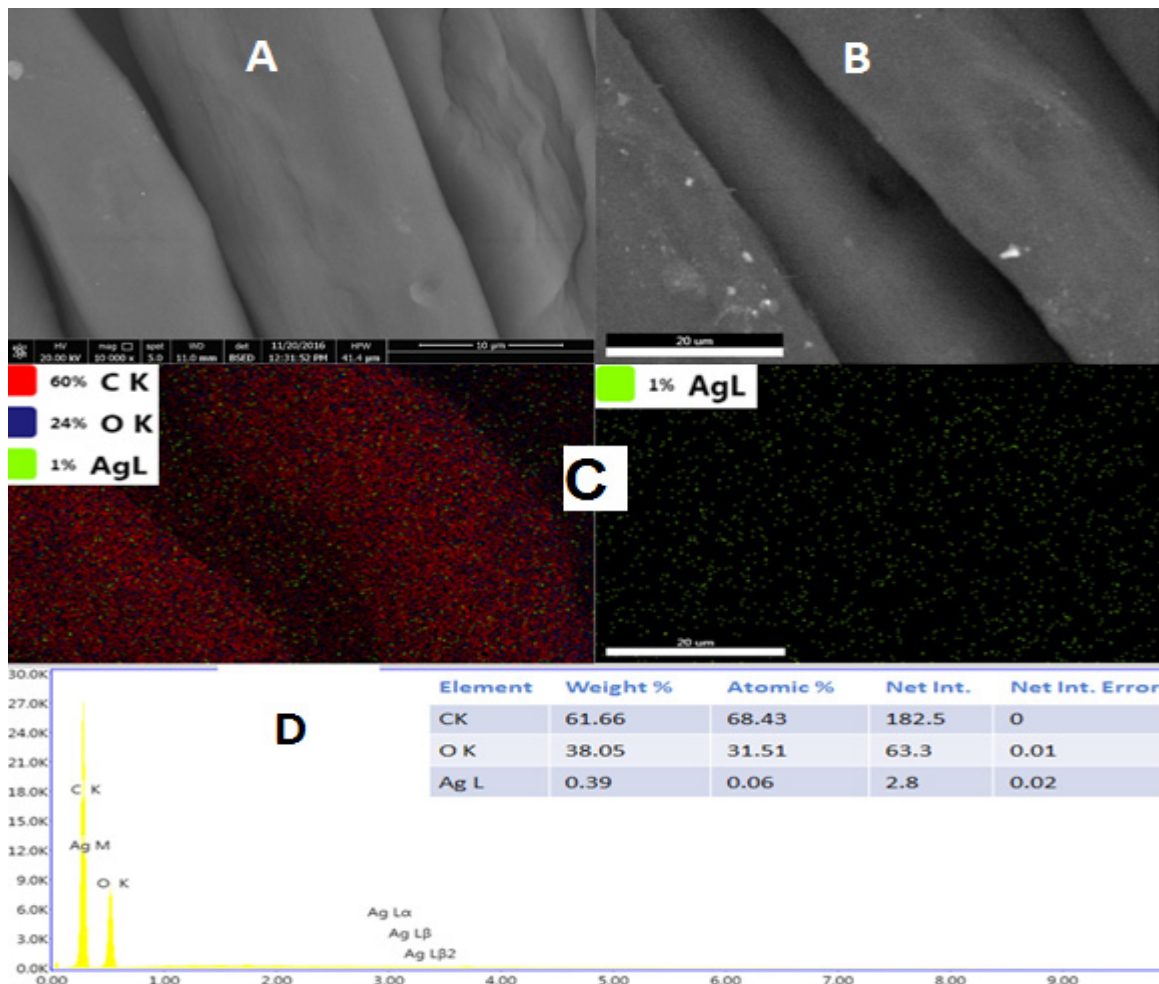 A
B
HV mag spot WD det 11/20/2016 HFW
20.00 kV 10 000 x 5.0 11.0 mm BSED 12:31:52 PM 41.4 µm
10 µm
20 um
60% C K
24% O K
1% AgL
1% AgL
C
20 um
D
Element Weight % Atomic % Net Int. Net Int. Error
CK 61.66 68.43 182.5 0
O K 38.05 31.51 63.3 0.01
Ag L 0.39 0.06 2.8 0.02
30.0K
27.0K
24.0K
21.0K
18.0K
15.0K
12.0K
9.0K
6.0K
3.0K
0.0K
C K
Ag M
O K
Ag Lα
Ag Lβ
Ag Lβ2
0.00 1.00 2.00 3.00 4.00 5.00 6.00 7.00 8.00 9.00